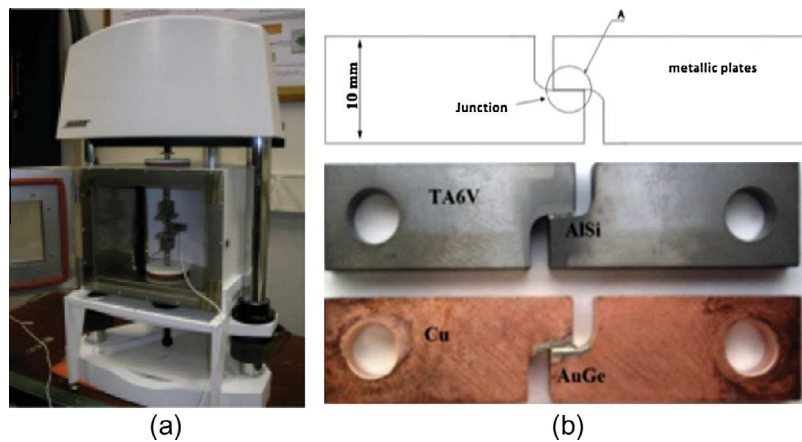 A
10 mm
metallic plates
Junction
TA6V
AlSi
Cu
AuGe
(a)
(b)